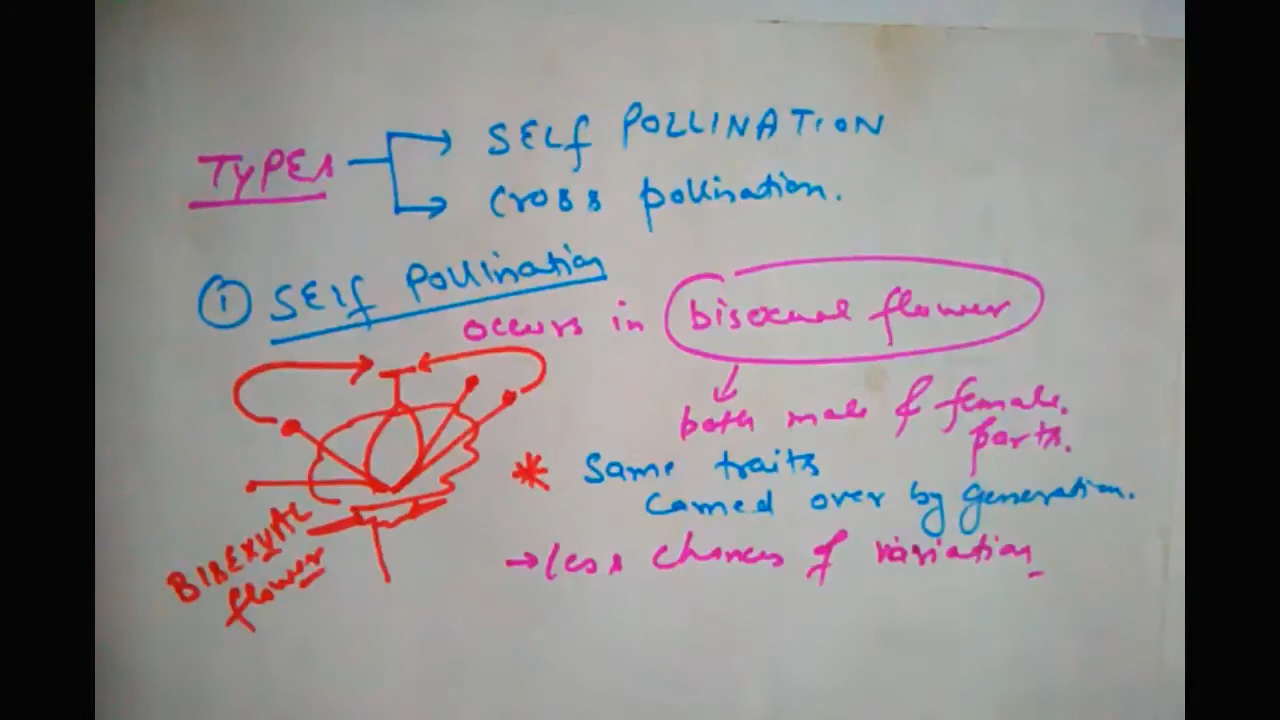 TYPES
SELF POLLINATION
Cross pollination.
① SELF Pollination
occurs in bisexual flower
both male & female
parts.
* Same traits
carried over by generation.
→ less chances of variation
BISEXUAL
flower